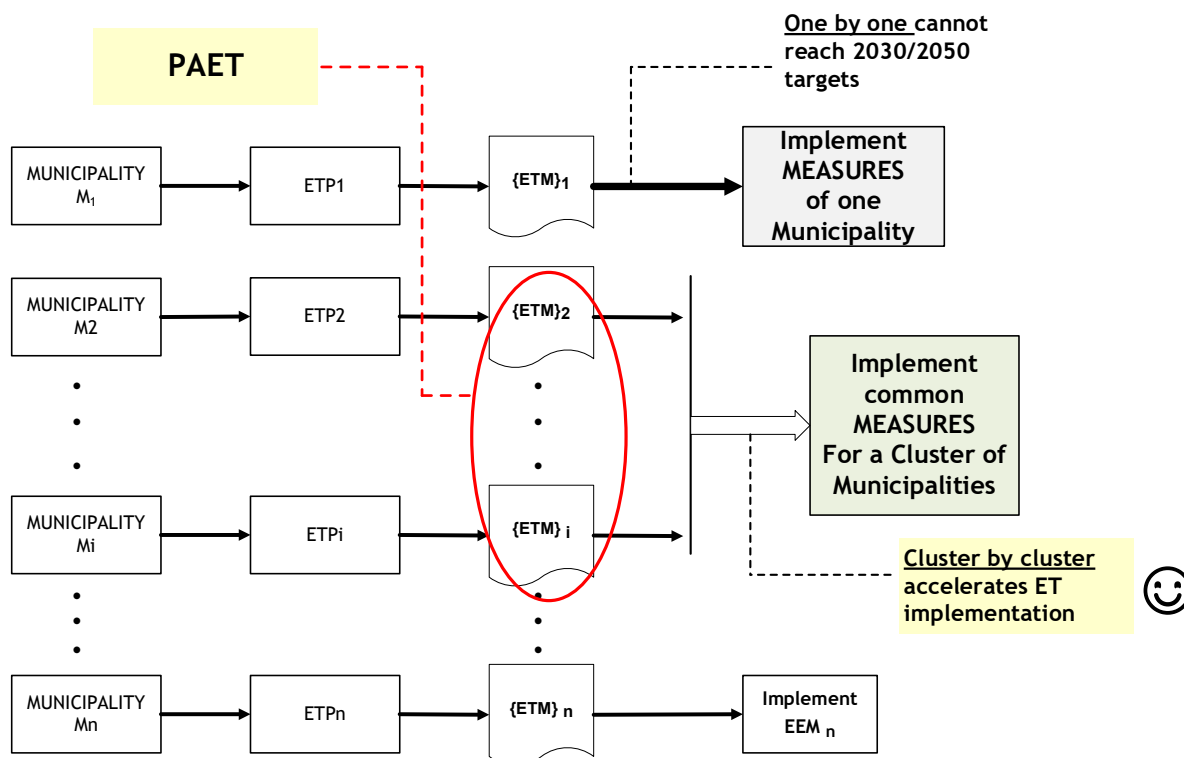 One by one cannot
reach 2030/2050
targets
PAET
MUNICIPALITY
M1
ETP1
{ETM}1
Implement
MEASURES
of one
Municipality
MUNICIPALITY
M2
ETP2
{ETM}2
Implement
common
MEASURES
For a Cluster of
Municipalities
MUNICIPALITY
Mi
ETPi
{ETM} i
Cluster by cluster
accelerates ET
implementation
MUNICIPALITY
Mn
ETPn
{ETM} n
Implement
EEM n